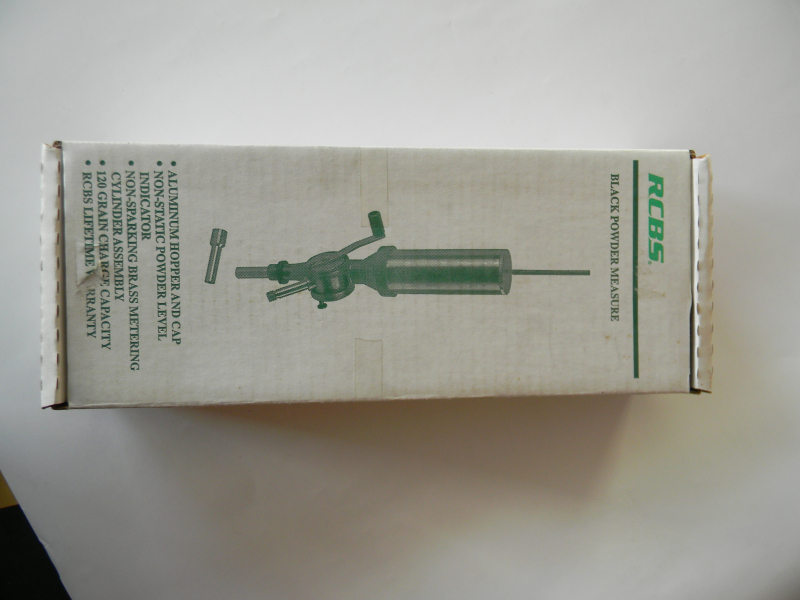 RCBS.
BLACK POWDER MEASURE
• ALUMINUM HOPPER AND CAP
• NON-STATIC POWDER LEVEL
INDICATOR
• NON-SPARKING BRASS METERING
CYLINDER ASSEMBLY
• 120 GRAIN CHARGE CAPACITY
• RCBS LIFETIME W RRANTY